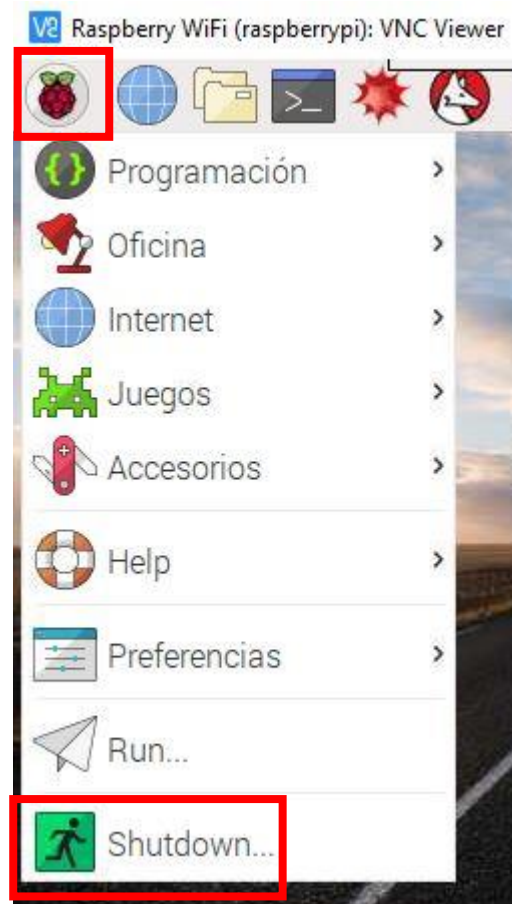 Raspberry WiFi (raspberrypi): VNC Viewer
Programación
Oficina
Internet
Juegos
Accesorios
Help
Preferencias
Run...
Shutdown...